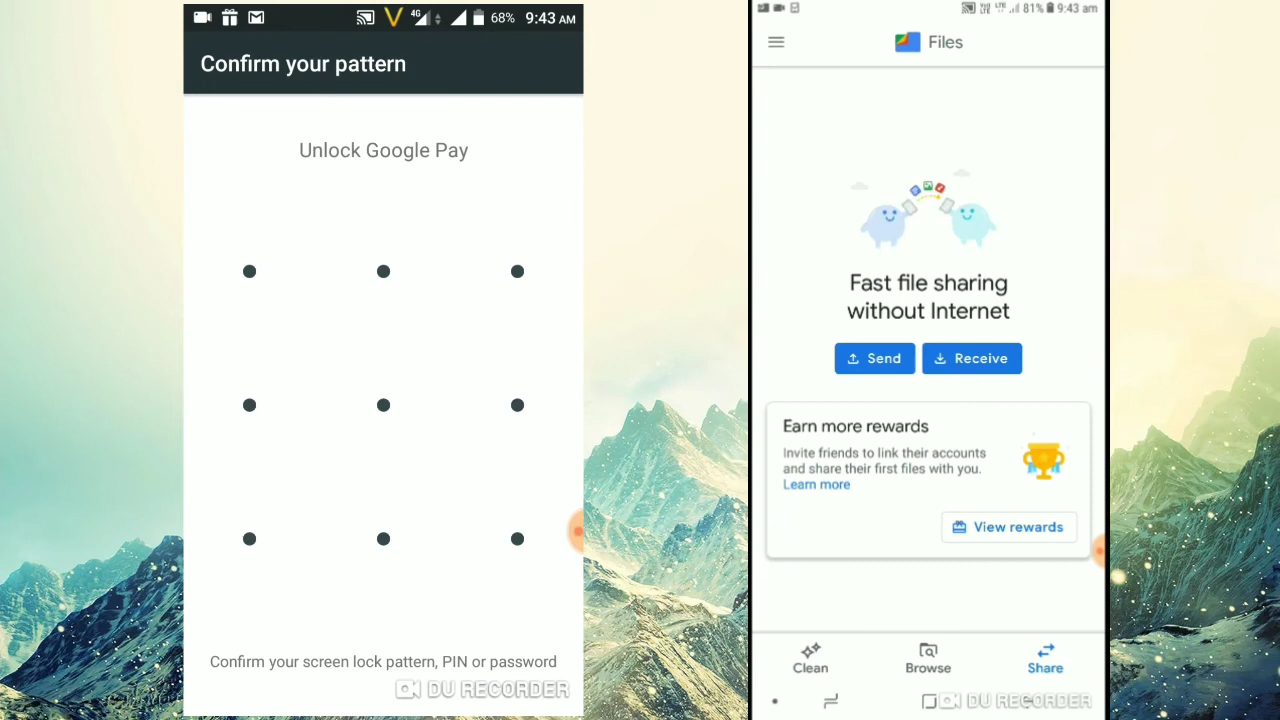 4G 68% 9:43 AM
Confirm your pattern
Unlock Google Pay
Confirm your screen lock pattern, PIN or password
DU RECORDER
81% 9:43 am
Files
Fast file sharing
without Internet
Send Receive
Earn more rewards
Invite friends to link their accounts
and share their first files with you.
Learn more
View rewards
Clean Browse Share
DU RECORDER